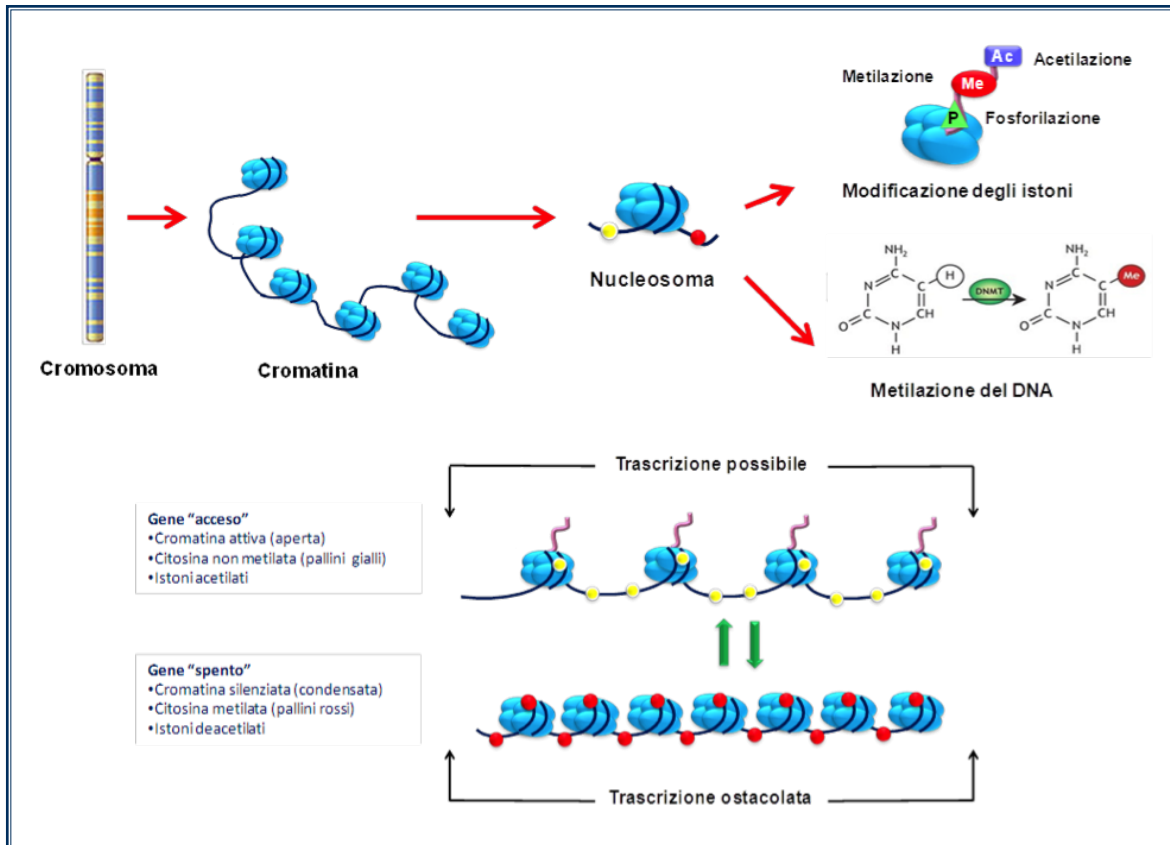 Ac
Acetilazione
Metilazione
Me
P
Fosforilazione
Modificazione degli istoni
Nucleosoma
NH₂
H
N
C
C
C
CH
O
N
H
DNMT
NH₂
Me
N
C
C
C
CH
O
N
H
Metilazione del DNA
Cromosoma
Cromatina
Trascrizione possibile
Gene “acceso”
•Cromatina attiva (aperta)
•Citosina non metilata (pallini gialli)
•Istoni acetilati
Gene “spento”
•Cromatina silenziata (condensata)
•Citosina metilata (pallini rossi)
•Istoni deacetilati
Trascrizione ostacolata